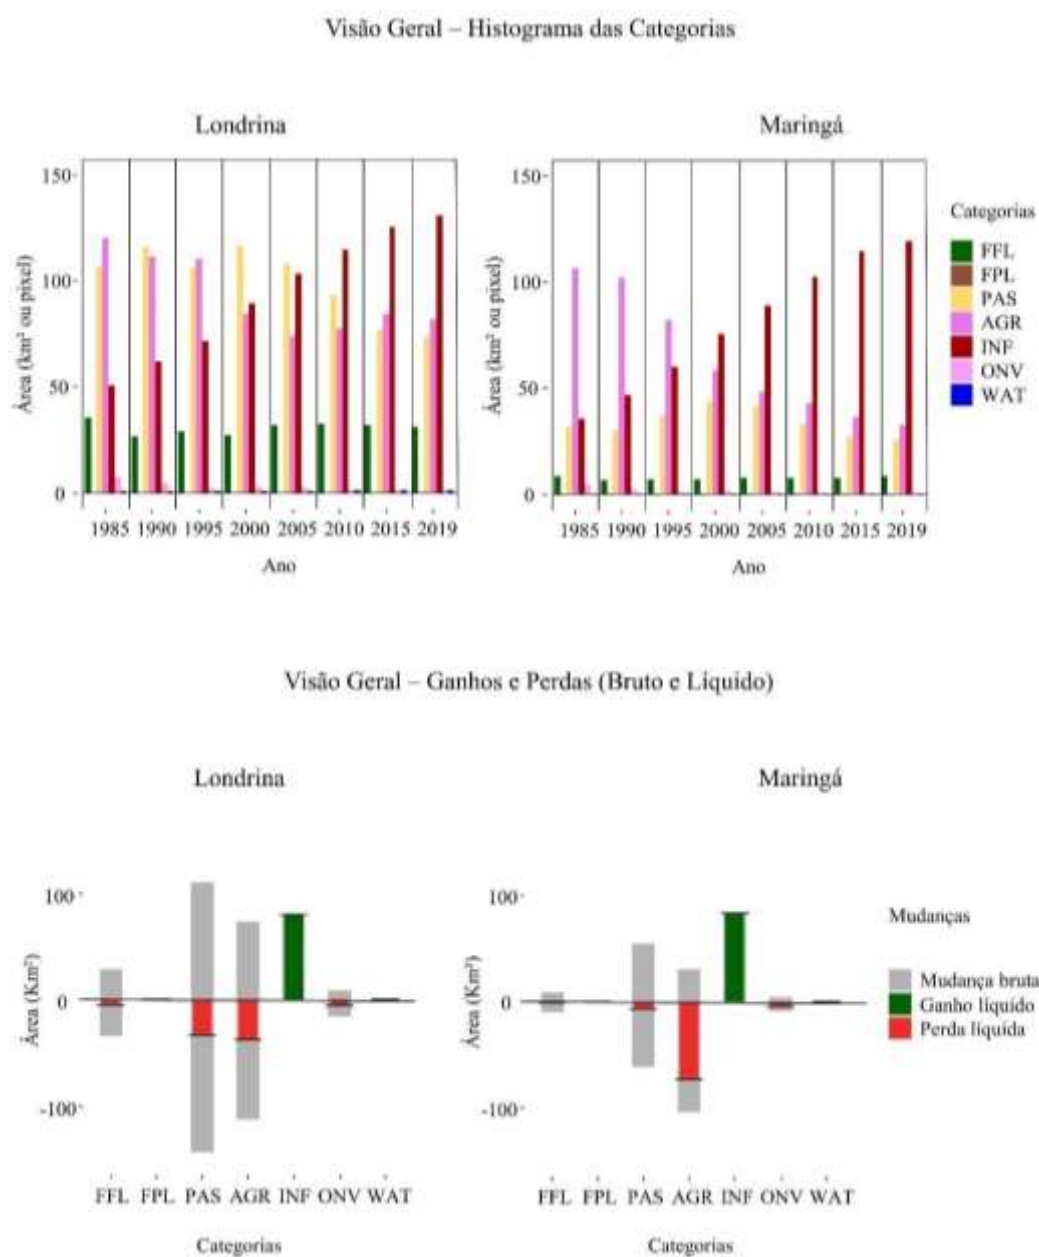 Visão Geral – Histograma das Categorias
Londrina
Maringá
Área (km² ou pixel)
150
100
50
0
1985 1990 1995 2000 2005 2010 2015 2019
Ano
Área (km² ou pixel)
150
100
50
0
1985 1990 1995 2000 2005 2010 2015 2019
Ano
Categorias
FFL
FPL
PAS
AGR
INF
ONV
WAT
Visão Geral – Ganhos e Perdas (Bruto e Líquido)
Londrina
Maringá
Área (Km²)
100
0
-100
FFL FPL PAS AGR INF ONV WAT
Categorias
Área (Km²)
100
0
-100
FFL FPL PAS AGR INF ONV WAT
Categorias
Mudanças
Mudança bruta
Ganho líquido
Perda líquida